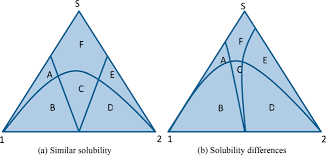 S
S
F
F
A
E
A
E
C
C
B
D
B
D
1
2
1
2
(a) Similar solubility
(b) Solubility differences